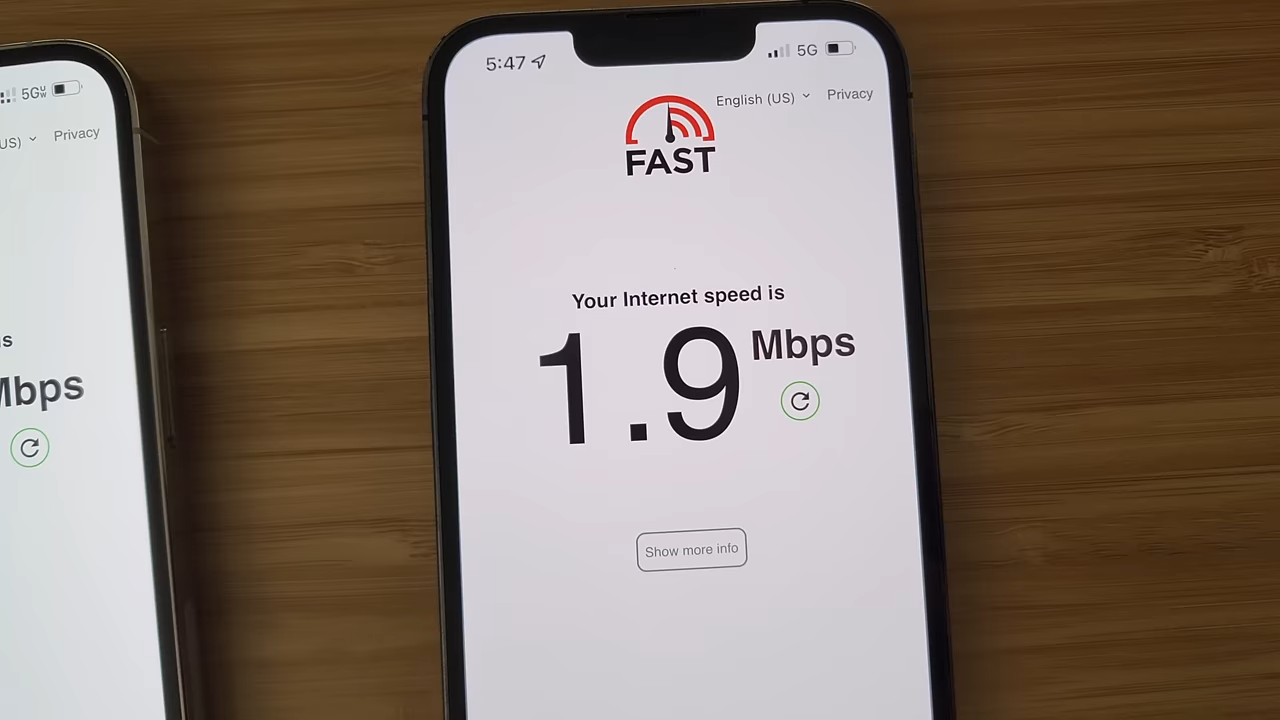 5G UW
US)
Privacy
Mbps
5:47
5G
English (US)
Privacy
FAST
Your Internet speed is
1.9 Mbps
Show more info